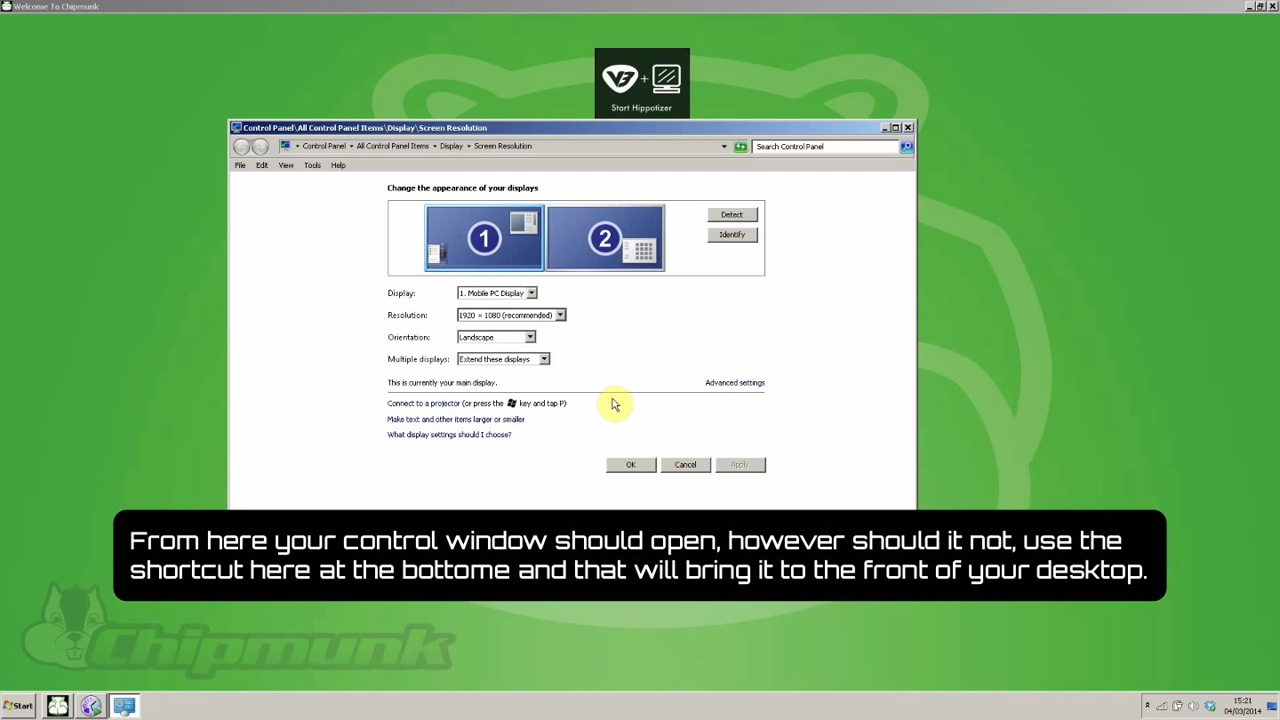 Welcome To Chipmunk
V3 +
Start Hippotizer
Control Panel\All Control Panel Items\Display\Screen Resolution
Control Panel All Control Panel Items Display Screen Resolution Search Control Panel
File Edit View Tools Help
Change the appearance of your displays
1 2
Detect
Identify
Display: 1. Mobile PC Display
Resolution: 1920 × 1080 (recommended)
Orientation: Landscape
Multiple displays: Extend these displays
This is currently your main display. Advanced settings
Connect to a projector (or press the key and tap P)
Make text and other items larger or smaller
What display settings should I choose?
OK Cancel Apply
From here your control window should open, however should it not, use the
shortcut here at the bottome and that will bring it to the front of your desktop.
Chipmunk
Start
15:21
04/03/2014